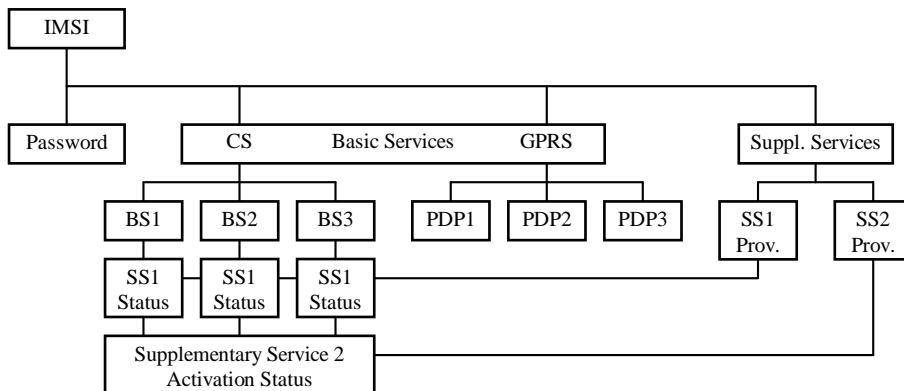 IMSI
Password
CS Basic Services GPRS
Suppl. Services
BS1
BS2
BS3
PDP1
PDP2
PDP3
SS1
Prov.
SS2
Prov.
SS1
Status
SS1
Status
SS1
Status
Supplementary Service 2
Activation Status